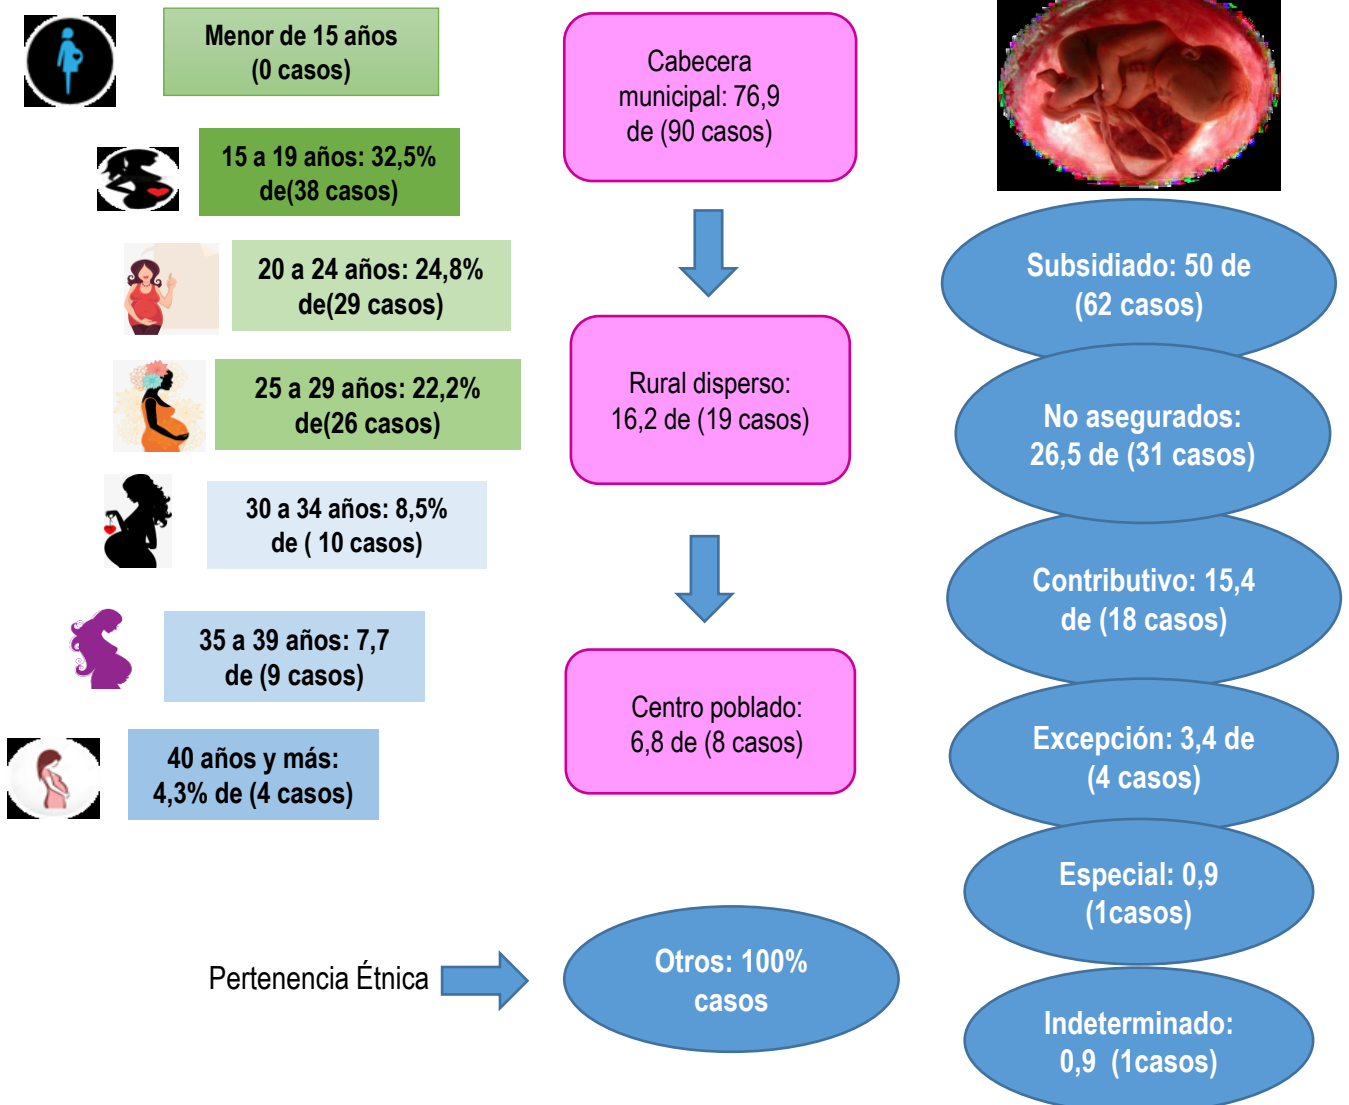 Menor de 15 años
(0 casos)
15 a 19 años: 32,5%
de(38 casos)
20 a 24 años: 24,8%
de(29 casos)
25 a 29 años: 22,2%
de(26 casos)
30 a 34 años: 8,5%
de ( 10 casos)
35 a 39 años: 7,7
de (9 casos)
40 años y más:
4,3% de (4 casos)
Cabecera
municipal: 76,9
de (90 casos)
Rural disperso:
16,2 de (19 casos)
Centro poblado:
6,8 de (8 casos)
Subsidiado: 50 de
(62 casos)
No asegurados:
26,5 de (31 casos)
Contributivo: 15,4
de (18 casos)
Excepción: 3,4 de
(4 casos)
Especial: 0,9
(1casos)
Indeterminado:
0,9 (1casos)
Pertenencia Étnica
Otros: 100%
casos